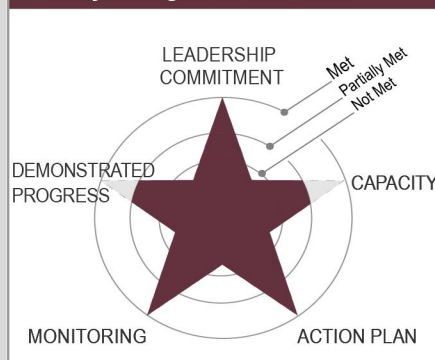 LEADERSHIP
COMMITMENT
Met
Partially Met
Not Met
DEMONSTRATED
PROGRESS
CAPACITY
MONITORING
ACTION PLAN